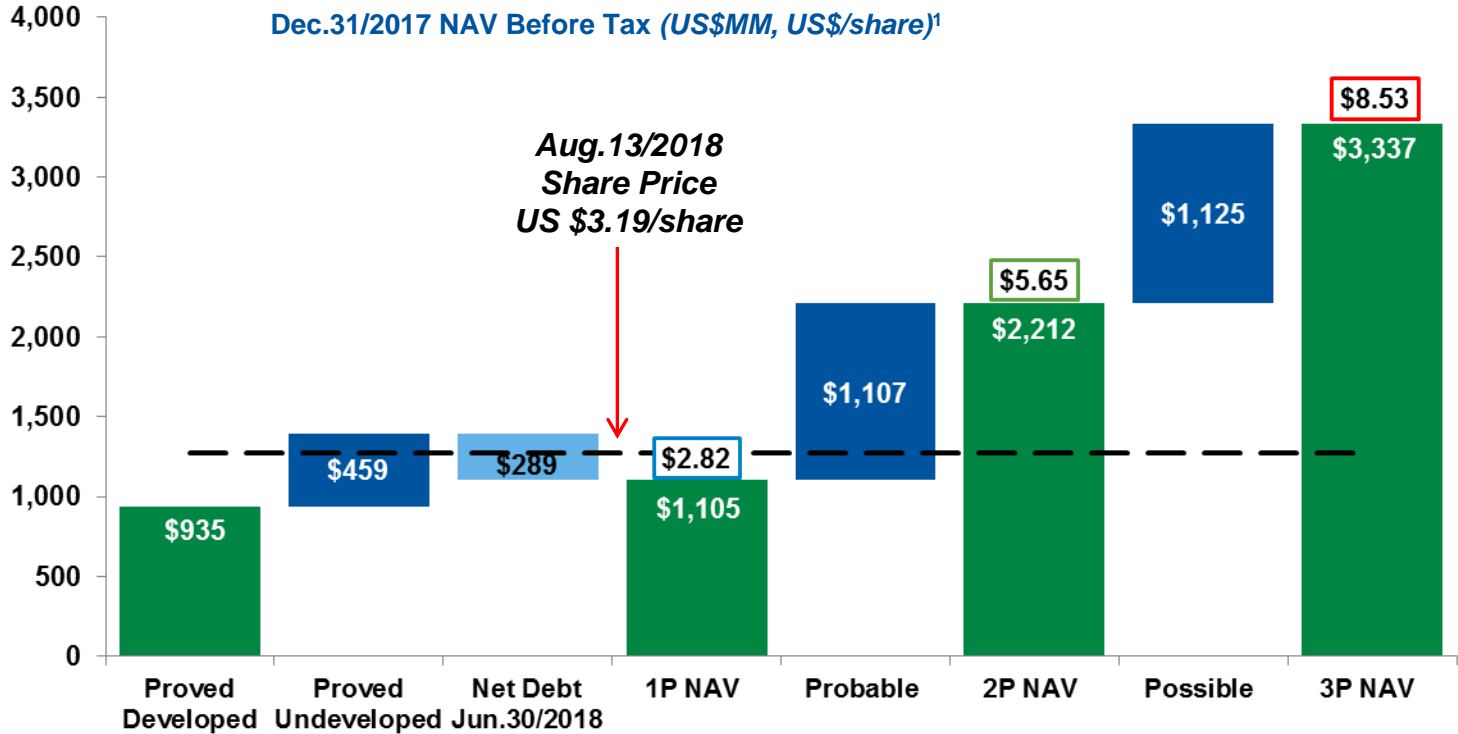 Dec.31/2017 NAV Before Tax (US$MM, US$/share)¹
4,000
3,500
3,000
2,500
2,000
1,500
1,000
500
0
Aug.13/2018
Share Price
US $3.19/share
$935
$459
$289
$2.82
$1,105
$1,107
$5.65
$2,212
$1,125
$8.53
$3,337
Proved
Developed
Proved
Undeveloped
Net Debt
Jun.30/2018
1P NAV
Probable
2P NAV
Possible
3P NAV